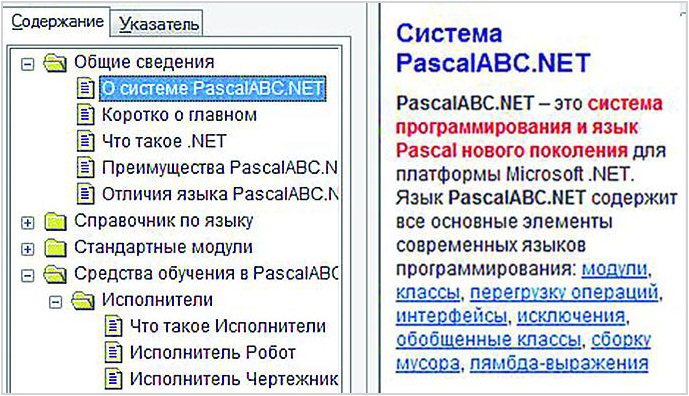 Содержание Указатель
Общие сведения
О системе PascalABC.NET
Коротко о главном
Что такое .NET
Преимущества PascalABC.N
Отличия языка PascalABC.N
Справочник по языку
Стандартные модули
Средства обучения в PascalABC
Исполнители
Что такое Исполнители
Исполнитель Робот
Исполнитель Чертежник
Система
PascalABC.NET
PascalABC.NET – это система
программирования и язык
Pascal нового поколения для
платформы Microsoft .NET.
Язык PascalABC.NET содержит
все основные элементы
современных языков
программирования: модули,
классы, перегрузку операций,
интерфейсы, исключения,
обобщенные классы, сборку
мусора, лямбда-выражения